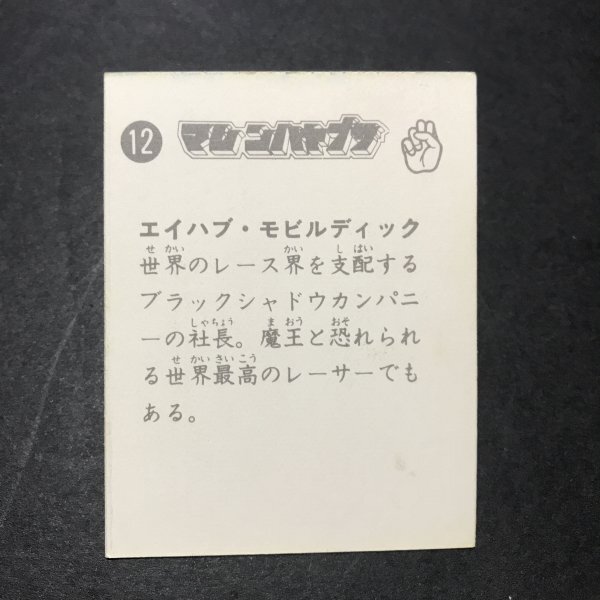 12
マシンハヤブサ
エイハブ・モビルディック
せかい かい しはい
世界のレース界を支配する
ブラックシャドウカンパニ
しゃちょう まおう おそ
ーの社長。魔王と恐れられ
せかいさいこう
る世界最高のレーサーでも
ある。